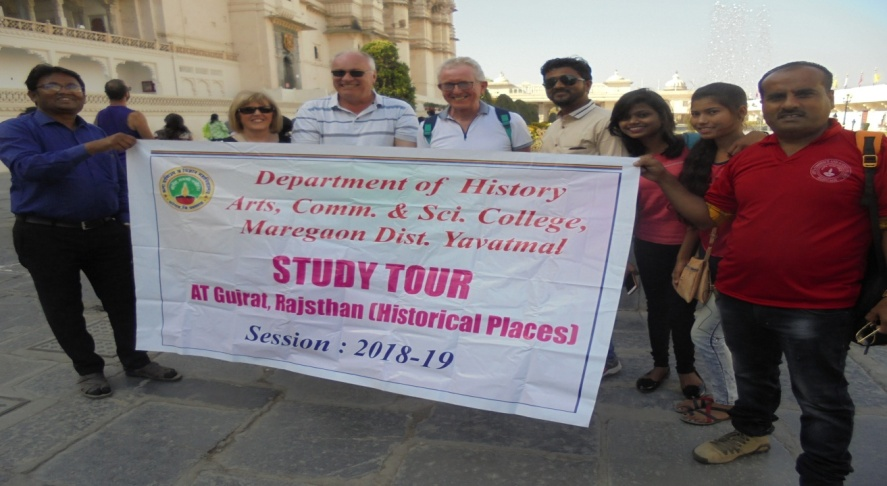 Department of History
Arts, Comm. & Sci. College,
Maregaon Dist. Yavatmal
STUDY TOUR
AT Gujrat, Rajsthan (Historical Places)
Session : 2018-19